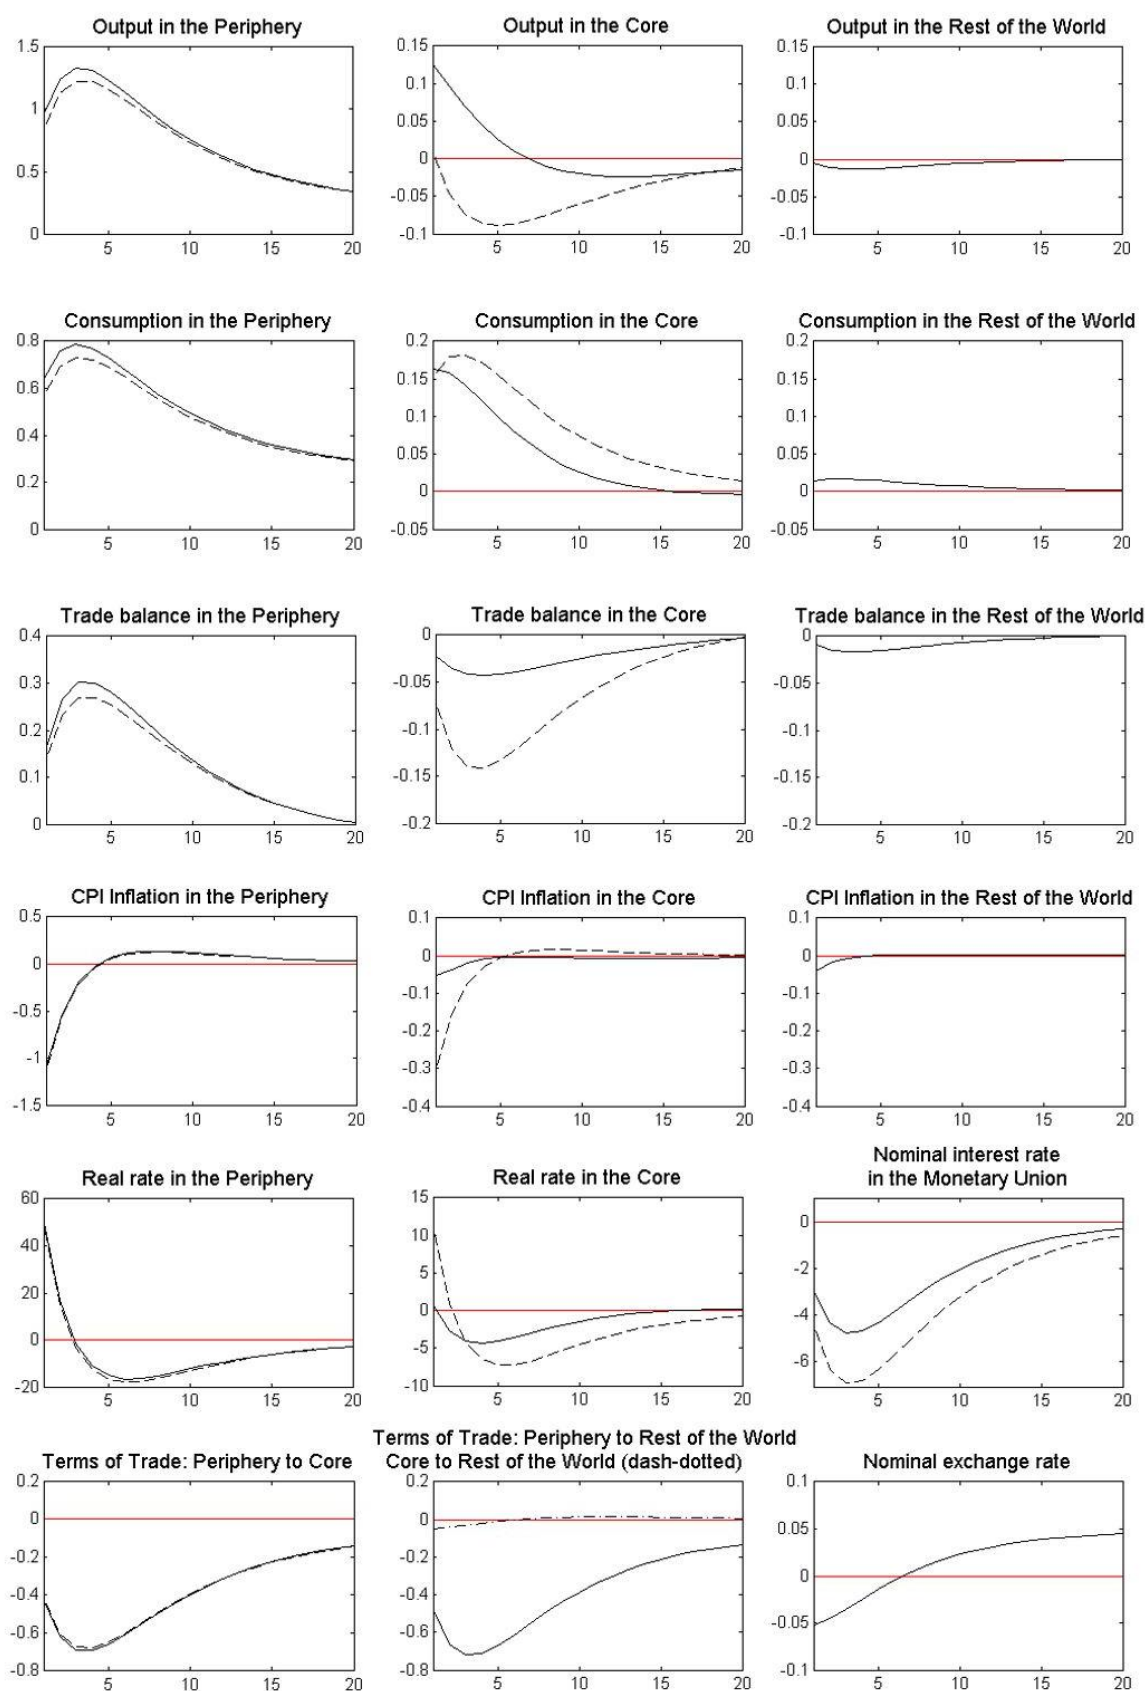 Output in the Periphery
Output in the Core
Output in the Rest of the World
1.5
1
0.5
0
5 10 15 20
0.15
0.1
0.05
0
-0.05
-0.1
5 10 15 20
0.15
0.1
0.05
0
-0.05
-0.1
5 10 15 20
Consumption in the Periphery
Consumption in the Core
Consumption in the Rest of the World
0.8
0.6
0.4
0.2
0
5 10 15 20
0.2
0.15
0.1
0.05
0
-0.05
5 10 15 20
0.2
0.15
0.1
0.05
0
-0.05
5 10 15 20
Trade balance in the Periphery
Trade balance in the Core
Trade balance in the Rest of the World
0.4
0.3
0.2
0.1
0
5 10 15 20
0
-0.05
-0.1
-0.15
-0.2
5 10 15 20
0
-0.05
-0.1
-0.15
-0.2
5 10 15 20
CPI Inflation in the Periphery
CPI Inflation in the Core
CPI Inflation in the Rest of the World
0.5
0
-0.5
-1
-1.5
5 10 15 20
0.1
0
-0.1
-0.2
-0.3
-0.4
5 10 15 20
0.1
0
-0.1
-0.2
-0.3
-0.4
5 10 15 20
Real rate in the Periphery
Real rate in the Core
Nominal interest rate
in the Monetary Union
60
40
20
0
-20
5 10 15 20
15
10
5
0
-5
-10
5 10 15 20
0
-2
-4
-6
5 10 15 20
Terms of Trade: Periphery to Core
Terms of Trade: Periphery to Rest of the World
Core to Rest of the World (dash-dotted)
Nominal exchange rate
0.2
0
-0.2
-0.4
-0.6
-0.8
5 10 15 20
0.2
0
-0.2
-0.4
-0.6
-0.8
5 10 15 20
0.1
0.05
0
-0.05
-0.1
5 10 15 20